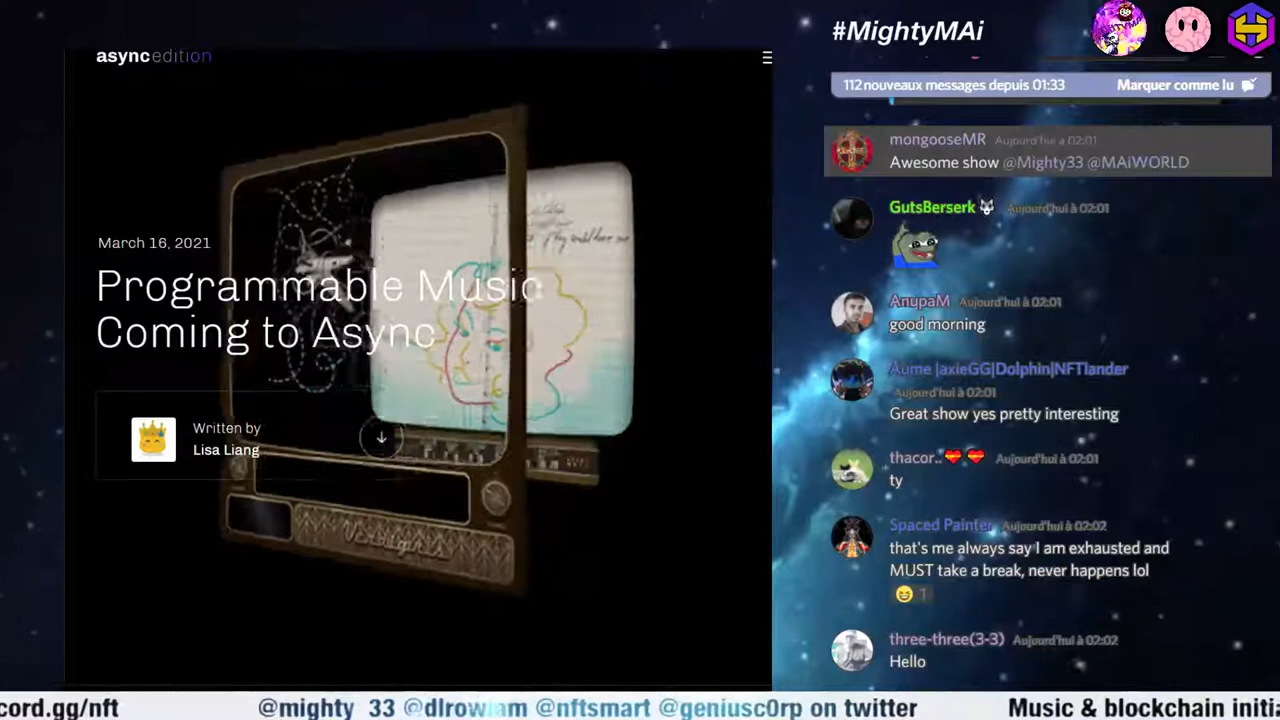 asyncedition
March 16, 2021
Programmable Music
Coming to Async
Written by
Lisa Liang
#MightyMAi
112 nouveaux messages depuis 01:33
Marquer comme lu
mongooseMR Aujourd'hui à 02:01
Awesome show @Mighty33 @MAiWORLD
GutsBerserk Aujourd'hui à 02:01
AnupaM Aujourd'hui à 02:01
good morning
Aume |axieGG|Dolphin|NFTlander
Aujourd'hui à 02:01
Great show yes pretty interesting
thacor.. Aujourd'hui à 02:01
ty
Spaced Painter Aujourd'hui à 02:02
that's me always say I am exhausted and
MUST take a break, never happens lol
1
three-three(3-3) Aujourd'hui à 02:02
Hello
cord.gg/nft @mighty_33 @dlrowiam @nftsmart @geniusc0rp on twitter Music & blockchain initi